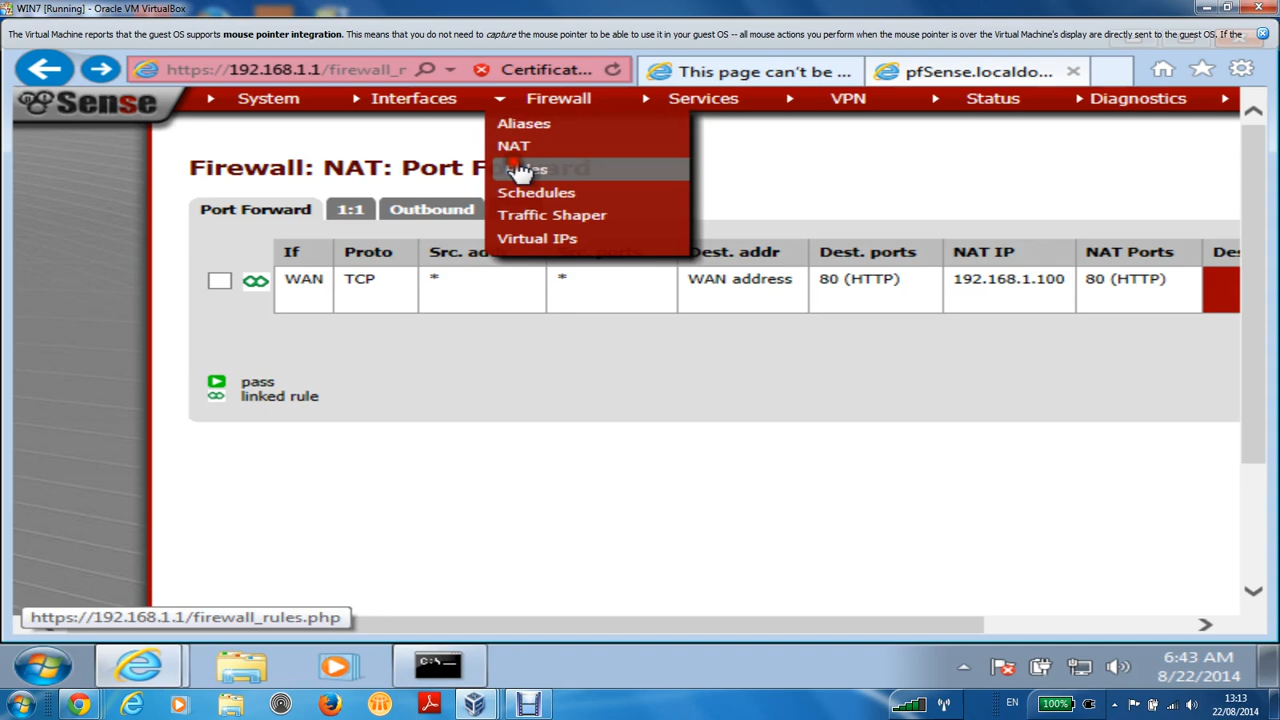 WIN7 [Running] - Oracle VM VirtualBox
The Virtual Machine reports that the guest OS supports mouse pointer integration. This means that you do not need to capture the mouse pointer to be able to use it in your guest OS -- all mouse actions you perform when the mouse pointer is over the Virtual Machine's display are directly sent to the guest OS. If the
https://192.168.1.1/firewall_r Certificat... This page can't be ... pfSense.localdo...
Sense System Interfaces Firewall Services VPN Status Diagnostics
Aliases
NAT
Schedules
Traffic Shaper
Virtual IPs
Firewall: NAT: Port
Port Forward 1:1 Outbound
If Proto Src. Dest. addr Dest. ports NAT IP NAT Ports
WAN TCP * * WAN address 80 (HTTP) 192.168.1.100 80 (HTTP)
pass
linked rule
https://192.168.1.1/firewall_rules.php
6:43 AM
8/22/2014
EN 100% 13:13
22/08/2014